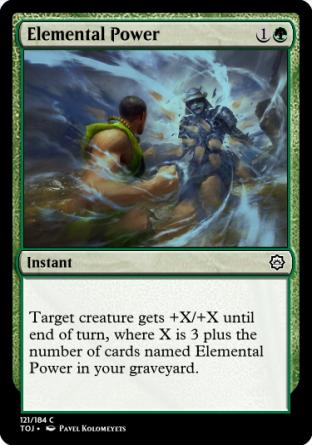 Elemental Power 1
Instant
Target creature gets +X/+X until
end of turn, where X is 3 plus the
number of cards named Elemental
Power in your graveyard.
121/184 C
TOJ • Pavel Kolomeyets